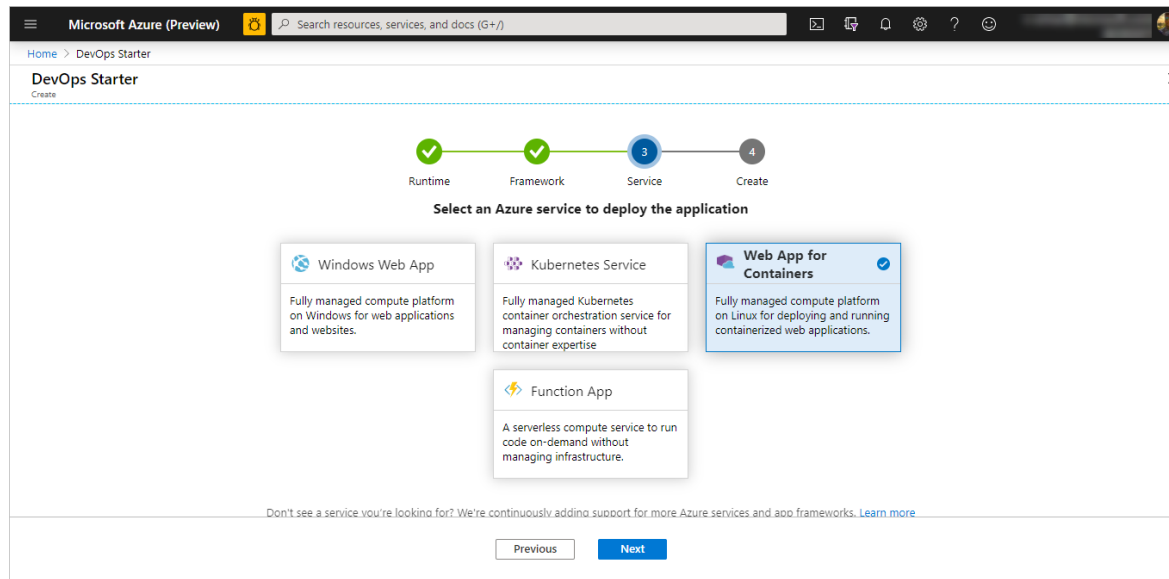 Microsoft Azure (Preview)
Search resources, services, and docs (G+/)
Home > DevOps Starter
DevOps Starter
Create
3
4
Runtime
Framework
Service
Create
Select an Azure service to deploy the application
Windows Web App
Fully managed compute platform
on Windows for web applications
and websites.
Kubernetes Service
Fully managed Kubernetes
container orchestration service for
managing containers without
container expertise
Web App for
Containers
Fully managed compute platform
on Linux for deploying and running
containerized web applications.
Function App
A serverless compute service to run
code on-demand without
managing infrastructure.
Don't see a service you're looking for? We're continuously adding support for more Azure services and app frameworks. Learn more
Previous
Next